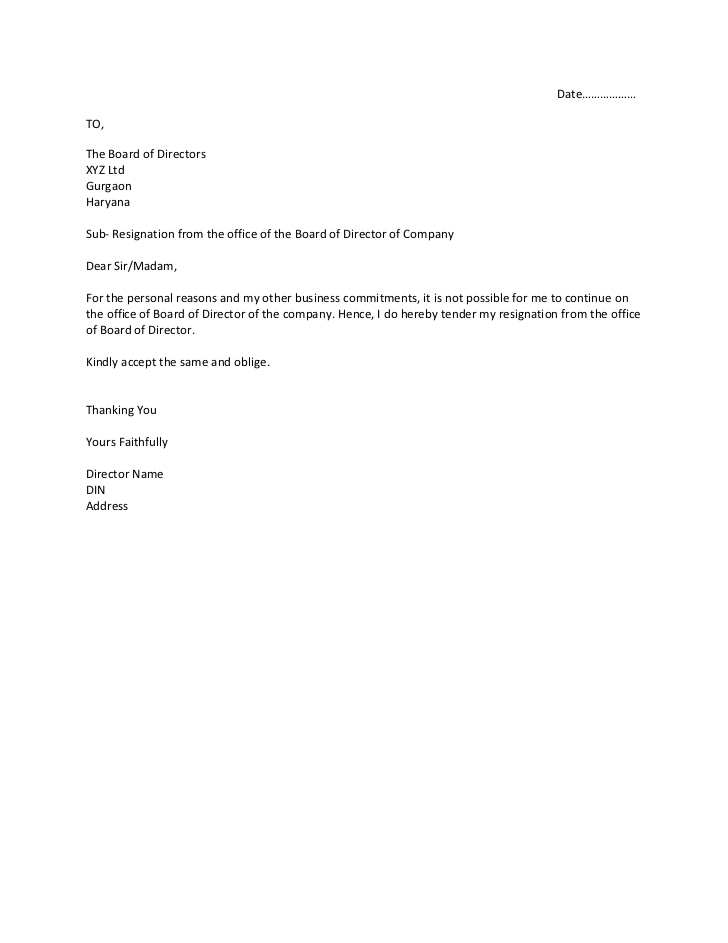 Date………………
TO,
The Board of Directors
XYZ Ltd
Gurgaon
Haryana
Sub- Resignation from the office of the Board of Director of Company
Dear Sir/Madam,
For the personal reasons and my other business commitments, it is not possible for me to continue on
the office of Board of Director of the company. Hence, I do hereby tender my resignation from the office
of Board of Director.
Kindly accept the same and oblige.
Thanking You
Yours Faithfully
Director Name
DIN
Address